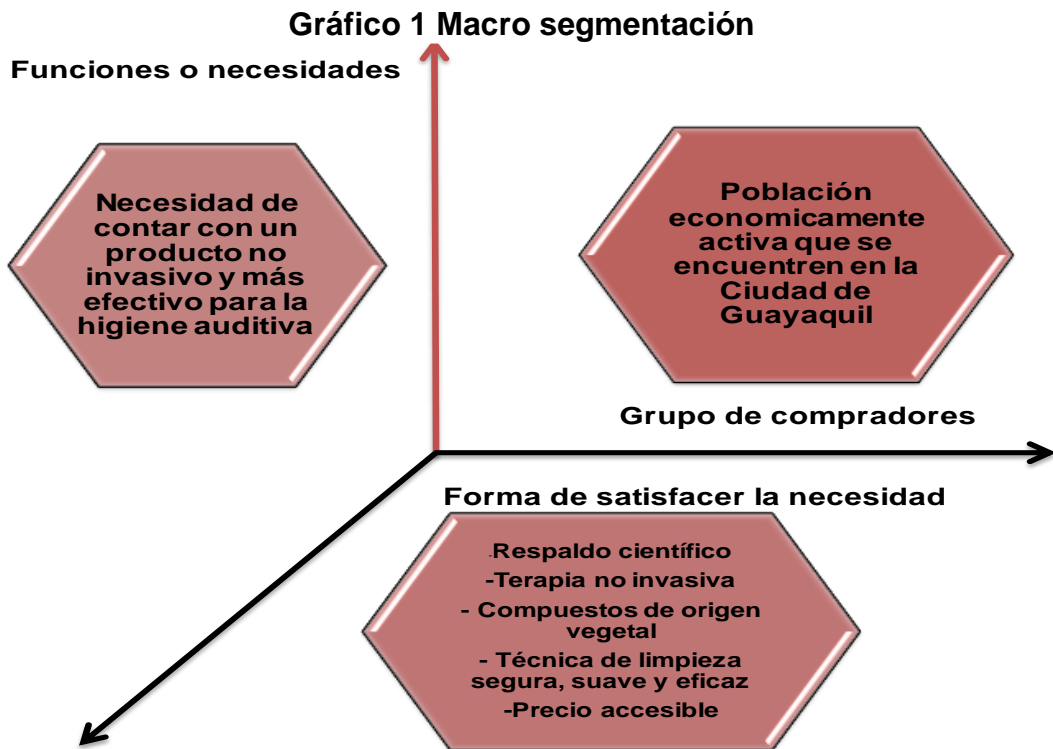 Gráfico 1 Macro segmentación
Funciones o necesidades
Necesidad de
contar con un
producto no
invasivo y más
efectivo para la
higiene auditiva
Población
economicamente
activa que se
encuentren en la
Ciudad de
Guayaquil
Grupo de compradores
Forma de satisfacer la necesidad
-Respaldo científico
-Terapia no invasiva
- Compuestos de origen
vegetal
- Técnica de limpieza
segura, suave y eficaz
-Precio accesible